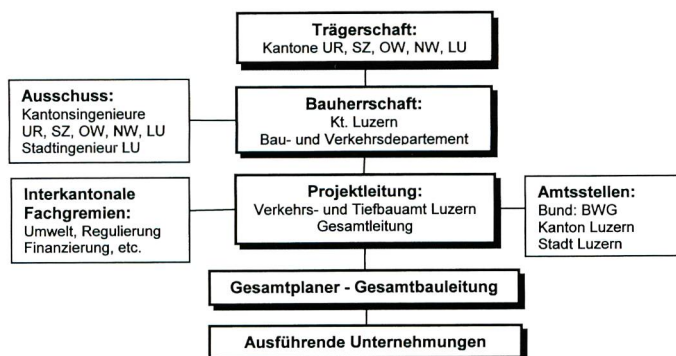 Trägerschaft:
Kantone UR, SZ, OW, NW, LU
Ausschuss:
Kantonsingenieure
UR, SZ, OW, NW, LU
Stadtingenieur LU
Bauherrschaft:
Kt. Luzern
Bau- und Verkehrsdepartement
Interkantonale
Fachgremien:
Umwelt, Regulierung
Finanzierung, etc.
Projektleitung:
Verkehrs- und Tiefbauamt Luzern
Gesamtleitung
Amtsstellen:
Bund: BWG
Kanton Luzern
Stadt Luzern
Gesamtplaner - Gesamtbauleitung
Ausführende Unternehmungen